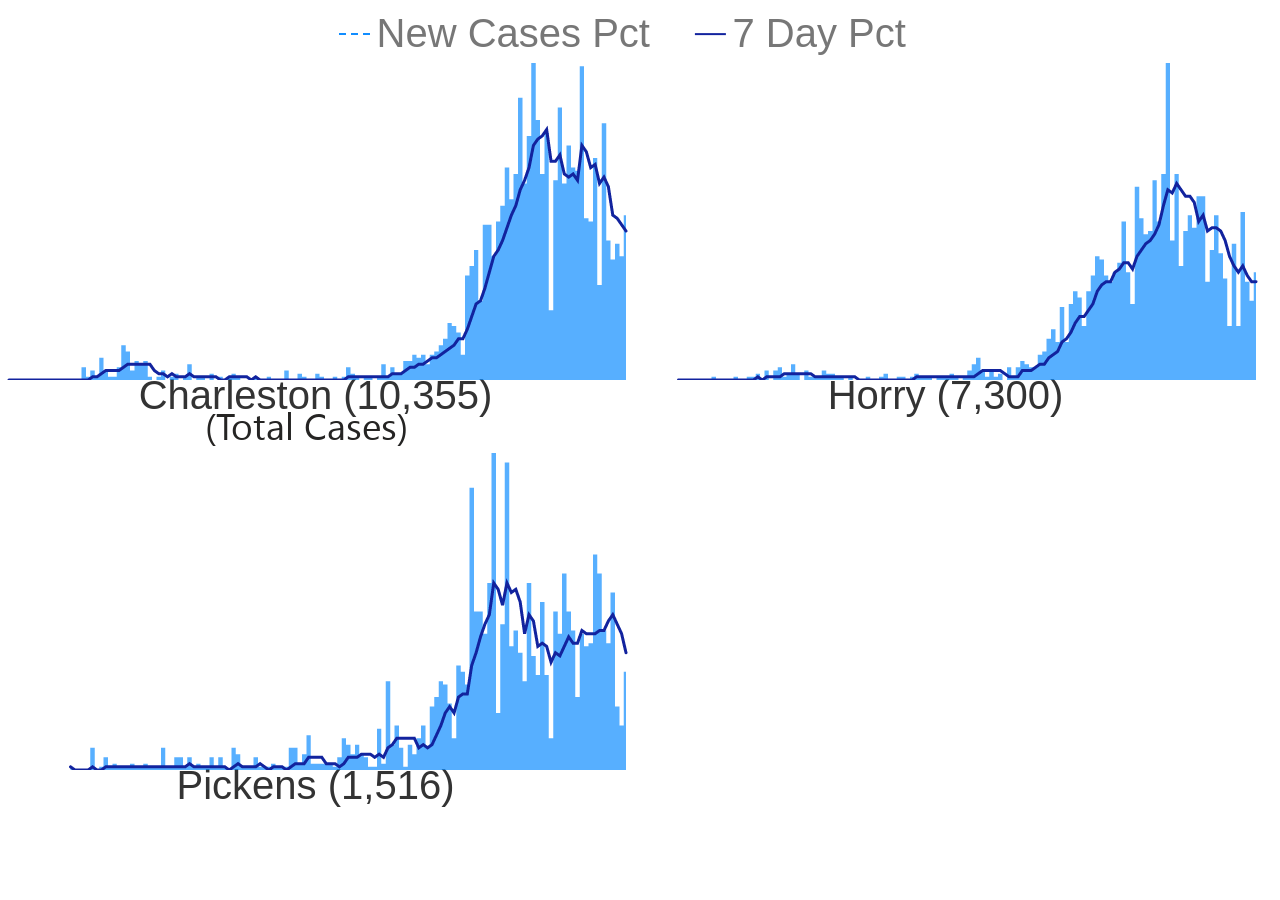 New Cases Pct 7 Day Pct
Charleston (10,355)
(Total Cases)
Horry (7,300)
Pickens (1,516)